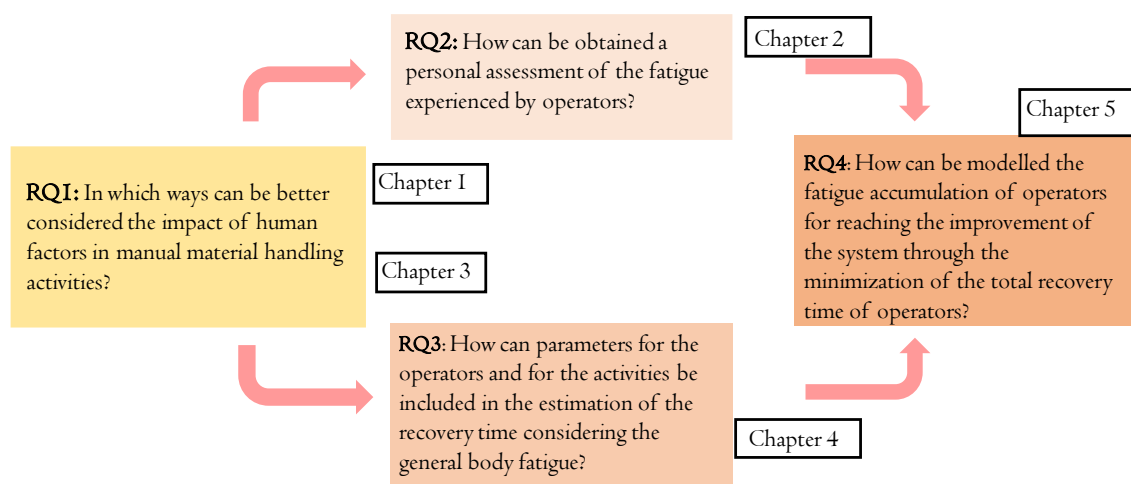 RQ1: In which ways can be better
considered the impact of human
factors in manual material handling
activities?
Chapter 1
Chapter 3
RQ2: How can be obtained a
personal assessment of the fatigue
experienced by operators?
Chapter 2
RQ3: How can parameters for the
operators and for the activities be
included in the estimation of the
recovery time considering the
general body fatigue?
Chapter 4
Chapter 5
RQ4: How can be modelled the
fatigue accumulation of operators
for reaching the improvement of
the system through the
minimization of the total recovery
time of operators?